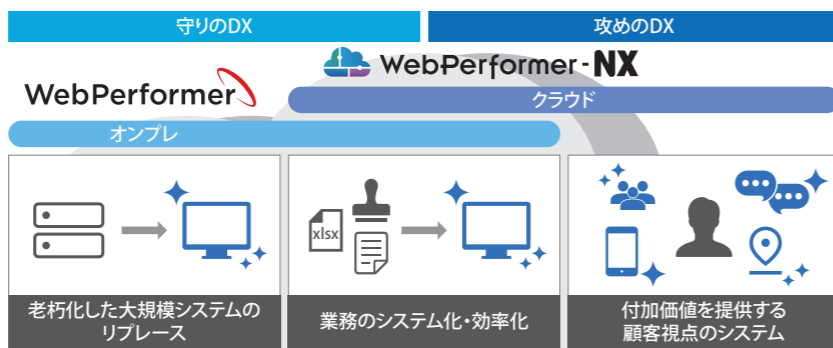 守りのDX
攻めのDX
WebPerformer-NX
WebPerformer
クラウド
オンプレ
xlsx
老朽化した大規模システムの
リプレース
業務のシステム化・効率化
付加価値を提供する
顧客視点のシステム